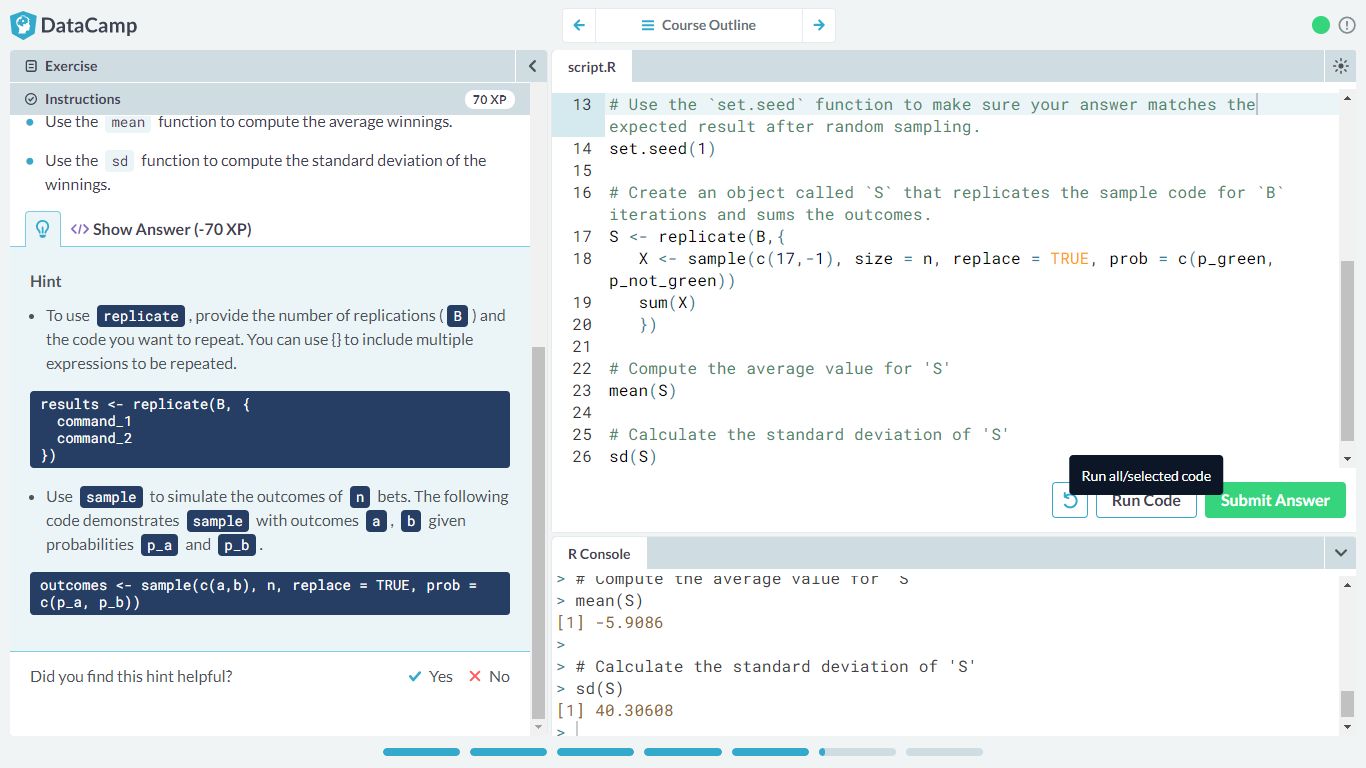 DataCamp
Course Outline
Exercise
Instructions
70 XP
Use the mean function to compute the average winnings.
Use the sd function to compute the standard deviation of the
winnings.
</> Show Answer (-70 XP)
Hint
To use replicate , provide the number of replications ( B ) and
the code you want to repeat. You can use {} to include multiple
expressions to be repeated.
results <- replicate(B, {
command_1
command_2
})
Use sample to simulate the outcomes of n bets. The following
code demonstrates sample with outcomes a , b given
probabilities p_a and p_b .
outcomes <- sample(c(a,b), n, replace = TRUE, prob =
c(p_a, p_b))
Did you find this hint helpful?
Yes
No
script.R
13 # Use the `set.seed` function to make sure your answer matches the
expected result after random sampling.
14 set.seed(1)
15
16 # Create an object called `S` that replicates the sample code for `B`
iterations and sums the outcomes.
17 S <- replicate(B,{
18 X <- sample(c(17,-1), size = n, replace = TRUE, prob = c(p_green,
p_not_green))
19 sum(X)
20 })
21
22 # Compute the average value for 'S'
23 mean(S)
24
25 # Calculate the standard deviation of 'S'
26 sd(S)
Run all/selected code
Run Code
Submit Answer
R Console
> # Compute the average value for 'S'
> mean(S)
[1] -5.9086
>
> # Calculate the standard deviation of 'S'
> sd(S)
[1] 40.30608
>